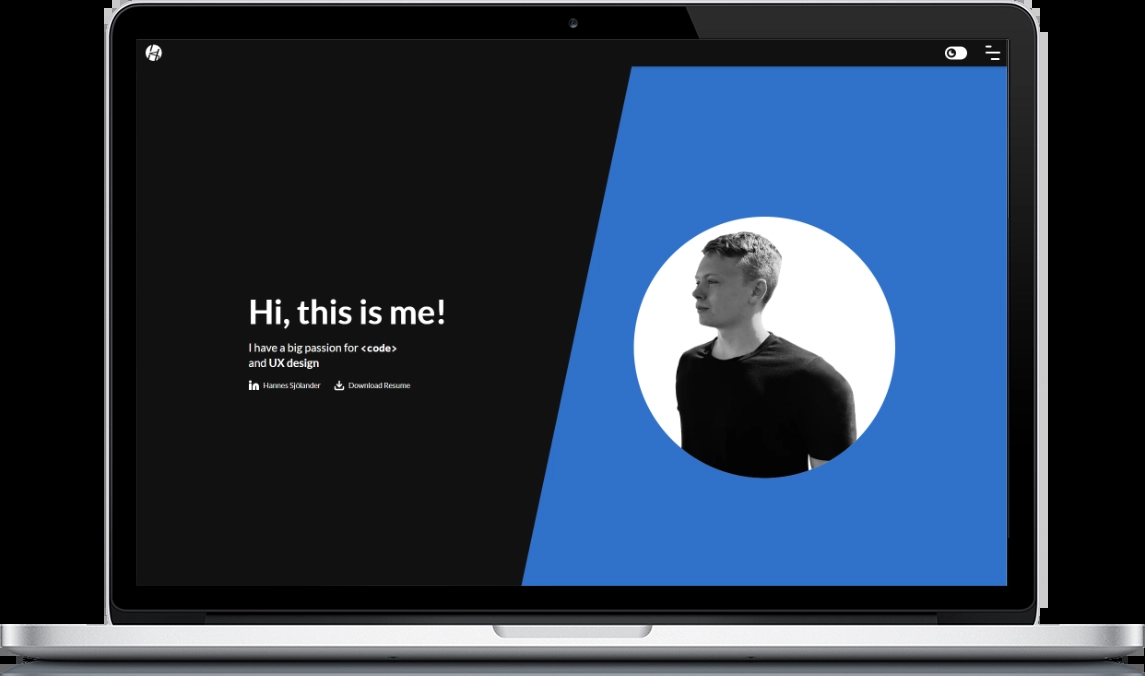 Hi, this is me!
I have a big passion for <code>
and UX design
in Hannes Sjölander Download Resume